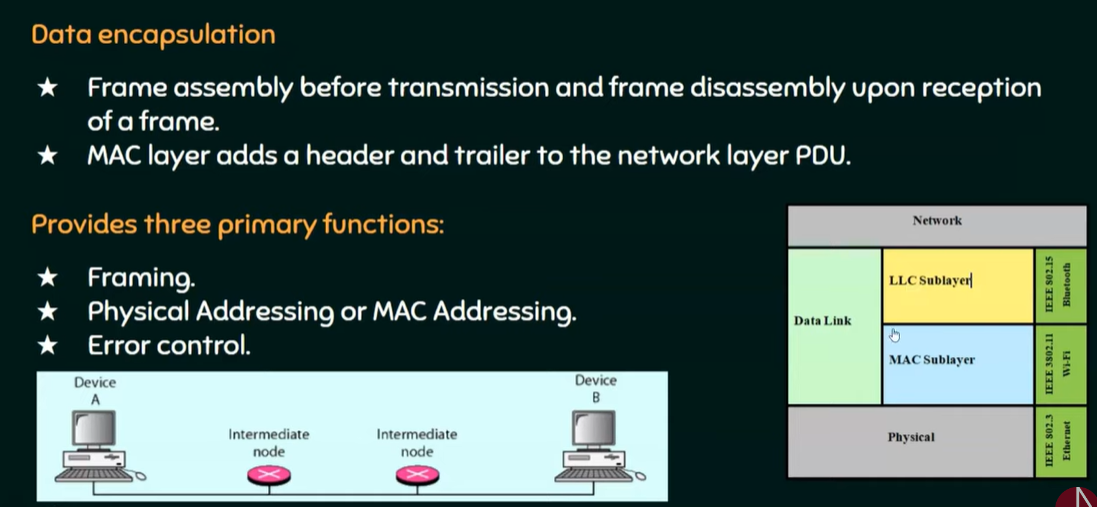 Data encapsulation
★ Frame assembly before transmission and frame disassembly upon reception
of a frame.
★ MAC layer adds a header and trailer to the network layer PDU.
Provides three primary functions:
★ Framing.
★ Physical Addressing or MAC Addressing.
★ Error control.
Device
A
Intermediate
node
Intermediate
node
Device
B
Network
Data Link
LLC Sublayer
MAC Sublayer
Physical
IEEE 802.15
Bluetooth
IEEE 3802.11
Wi-Fi
IEEE 802.3
Ethernet